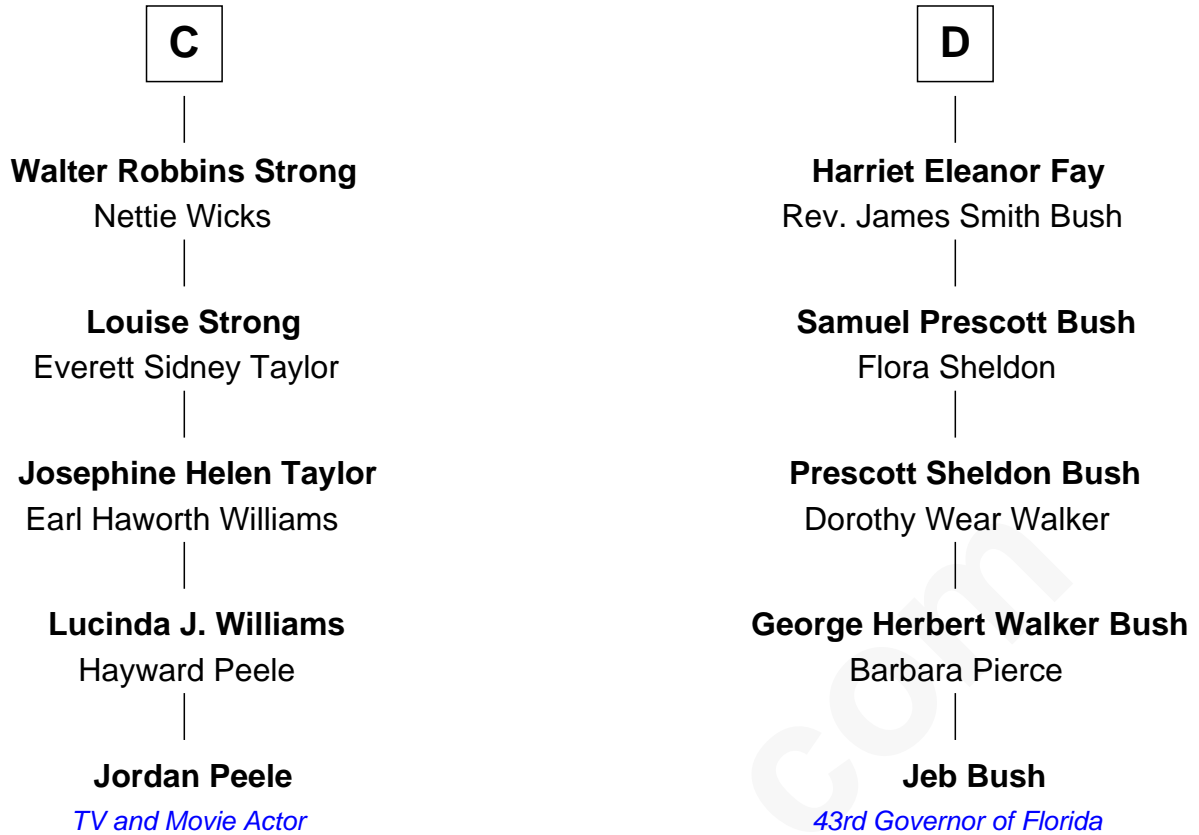 C
Walter Robbins Strong
Nettie Wicks
Louise Strong
Everett Sidney Taylor
Josephine Helen Taylor
Earl Haworth Williams
Lucinda J. Williams
Hayward Peele
Jordan Peele
TV and Movie Actor
D
Harriet Eleanor Fay
Rev. James Smith Bush
Samuel Prescott Bush
Flora Sheldon
Prescott Sheldon Bush
Dorothy Wear Walker
George Herbert Walker Bush
Barbara Pierce
Jeb Bush
43rd Governor of Florida
com